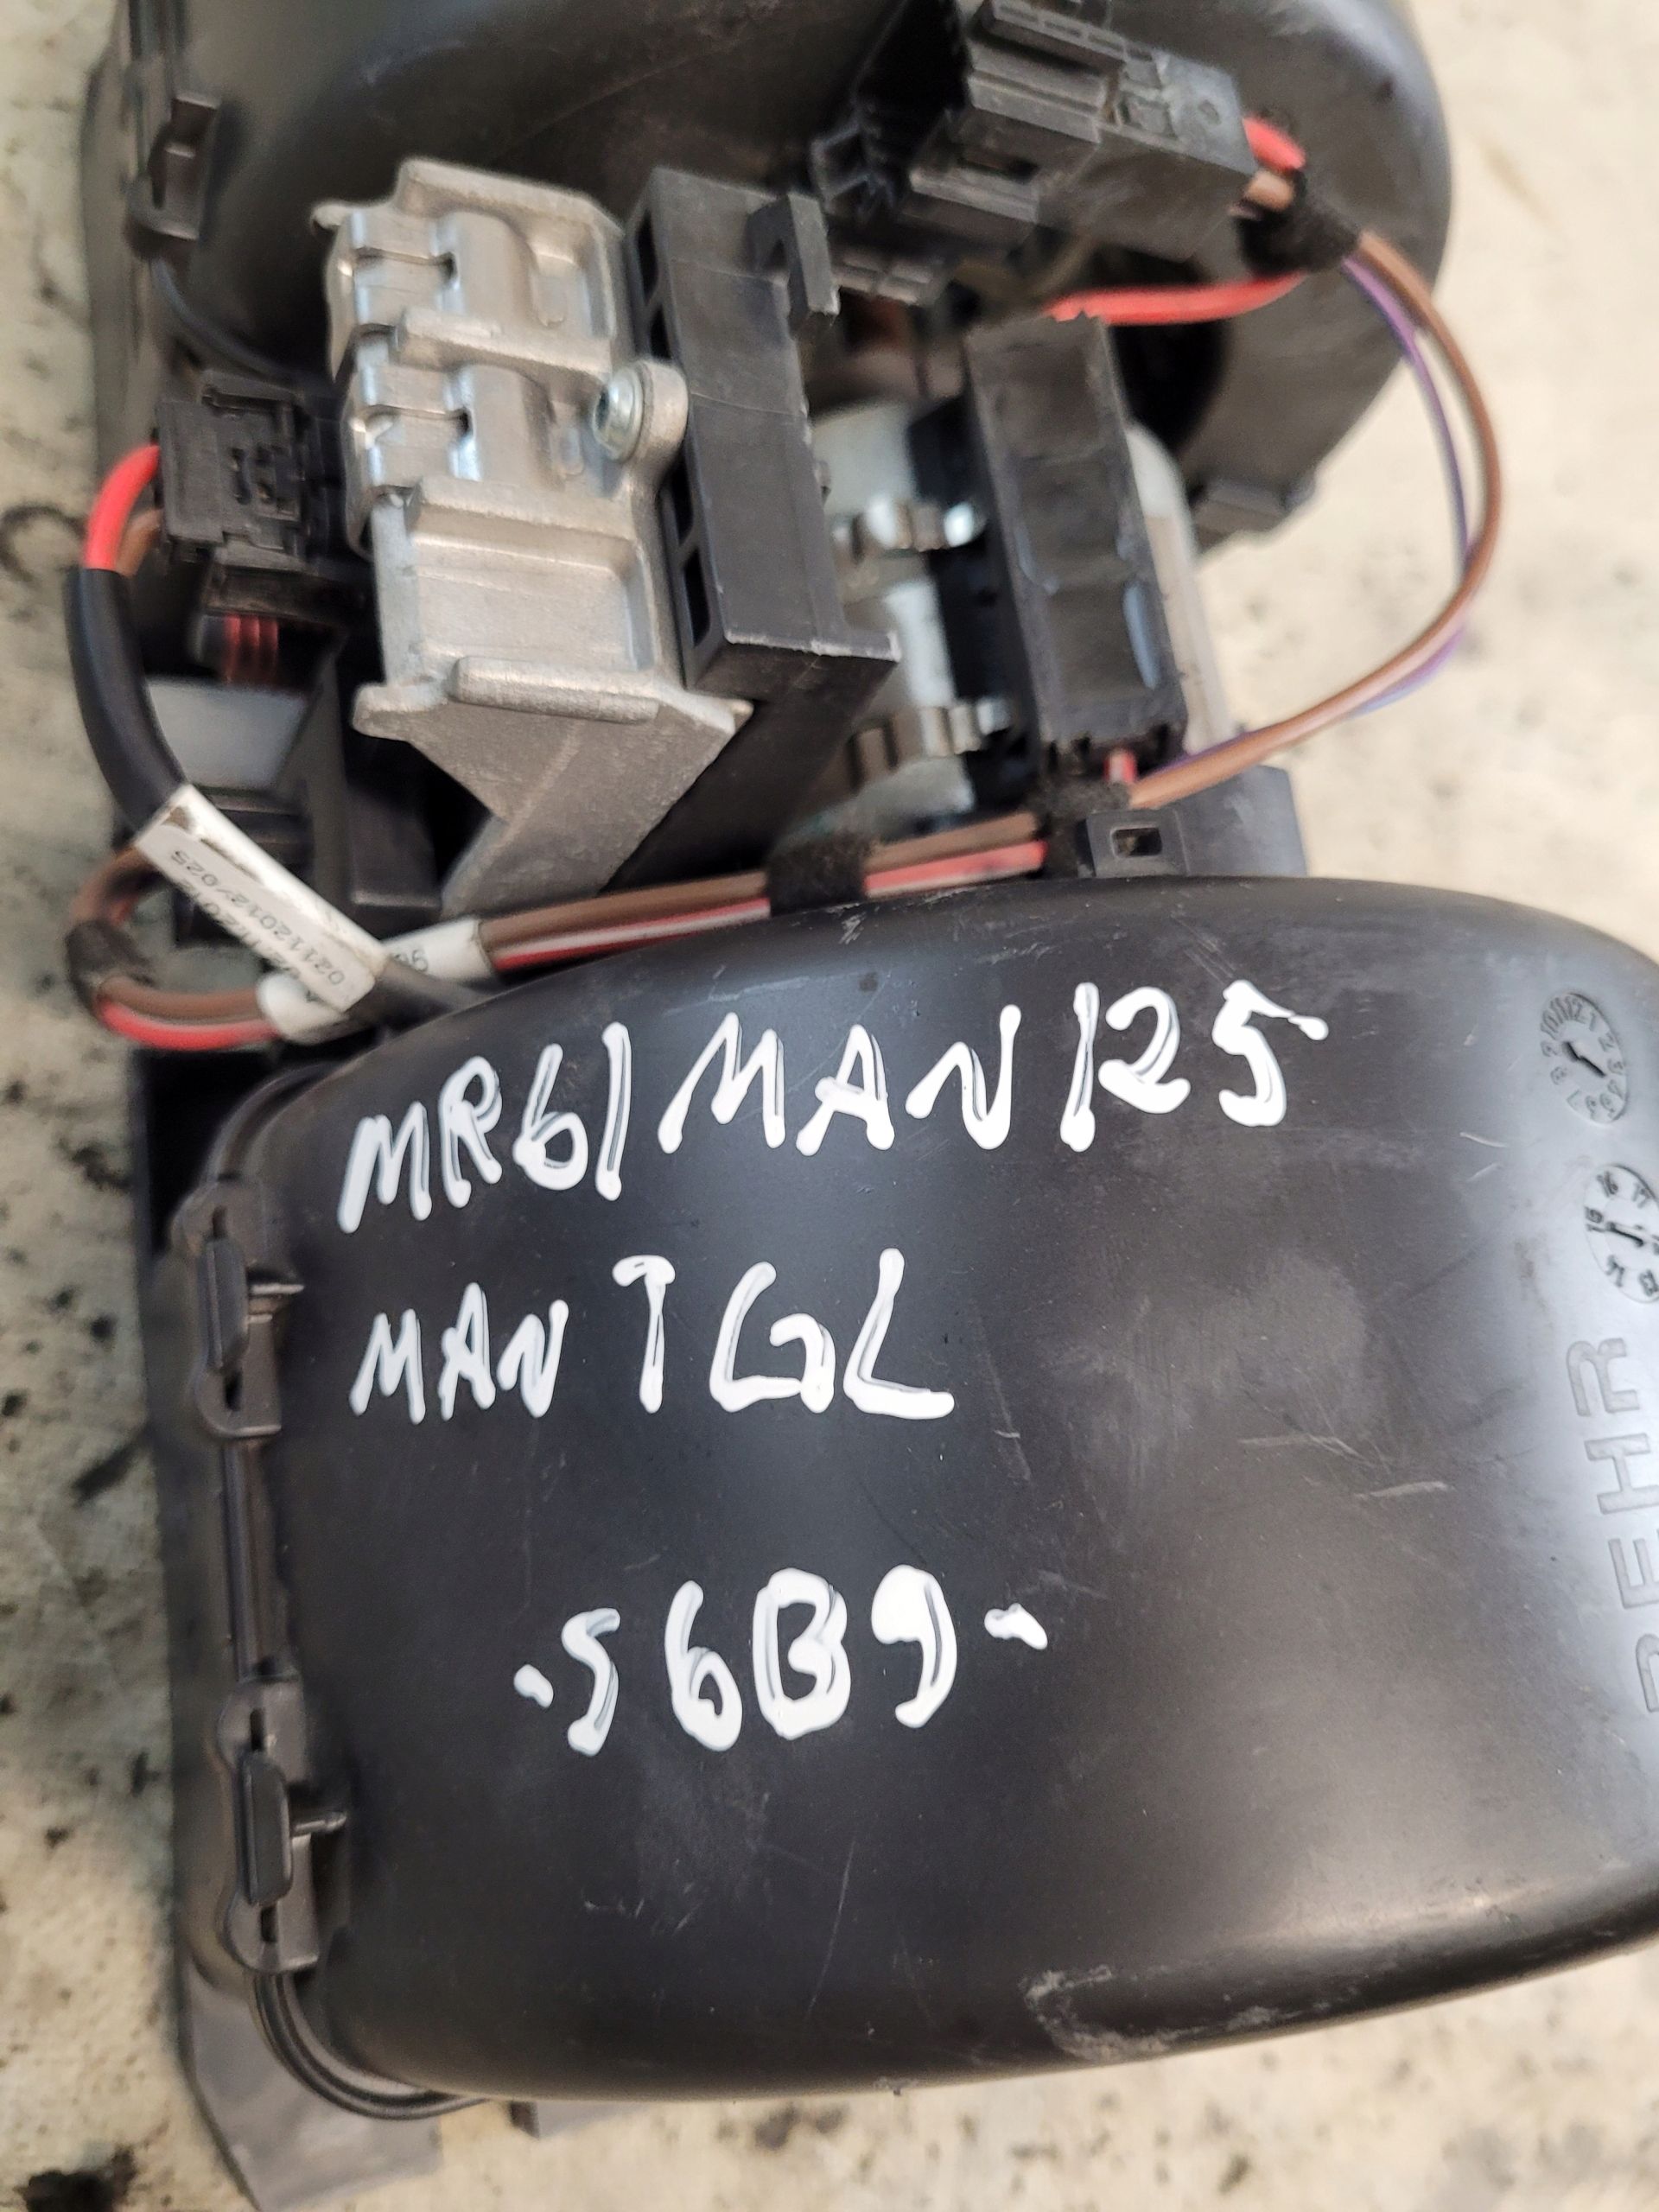 02112012/025
MR61MAN125
MAN TGL
-S6B9-
BEHR